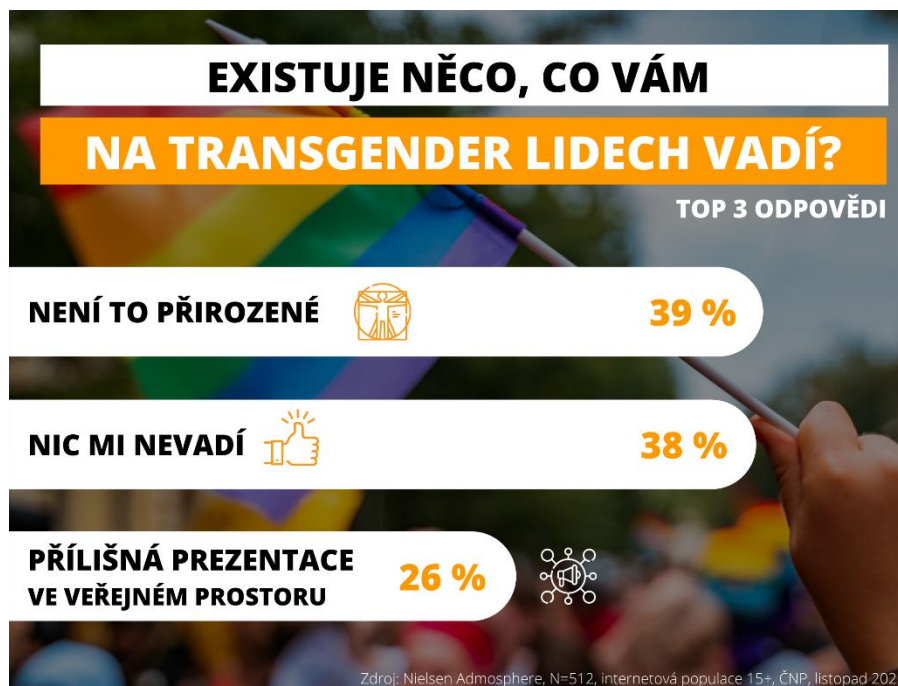 EXISTUJE NĚCO, CO VÁM
NA TRANSGENDER LIDECH VADÍ?
TOP 3 ODPOVĚDI
NENÍ TO PŘIROZENÉ
39 %
NIC MI NEVADÍ
38 %
PŘÍLIŠNÁ PREZENTACE
VE VEŘEJNÉM PROSTORU
26 %
Zdroj: Nielsen Admosphere, N=512, internetová populace 15+, ČNP, listopad 202